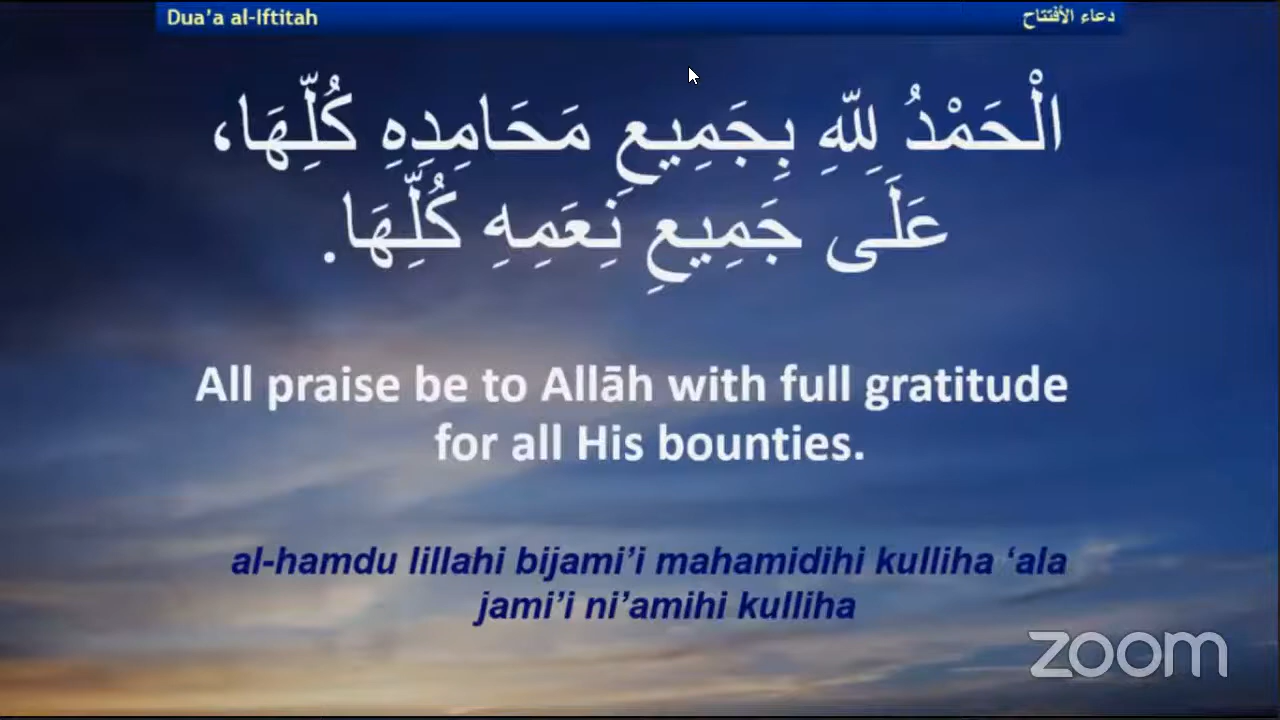 Dua’a al-Iftitah
دعاء الأفتتاح
الْحَمْدُ لِلَّهِ بِجَمِيعِ مَحَامِدِهِ كُلِّهَا،
عَلَى جَمِيعِ نِعَمِهِ كُلِّهَا.
All praise be to Allāh with full gratitude
for all His bounties.
al-hamdu lillahi bijami’i mahamidihi kulliha ‘ala
jami’i ni’amihi kulliha
zoom